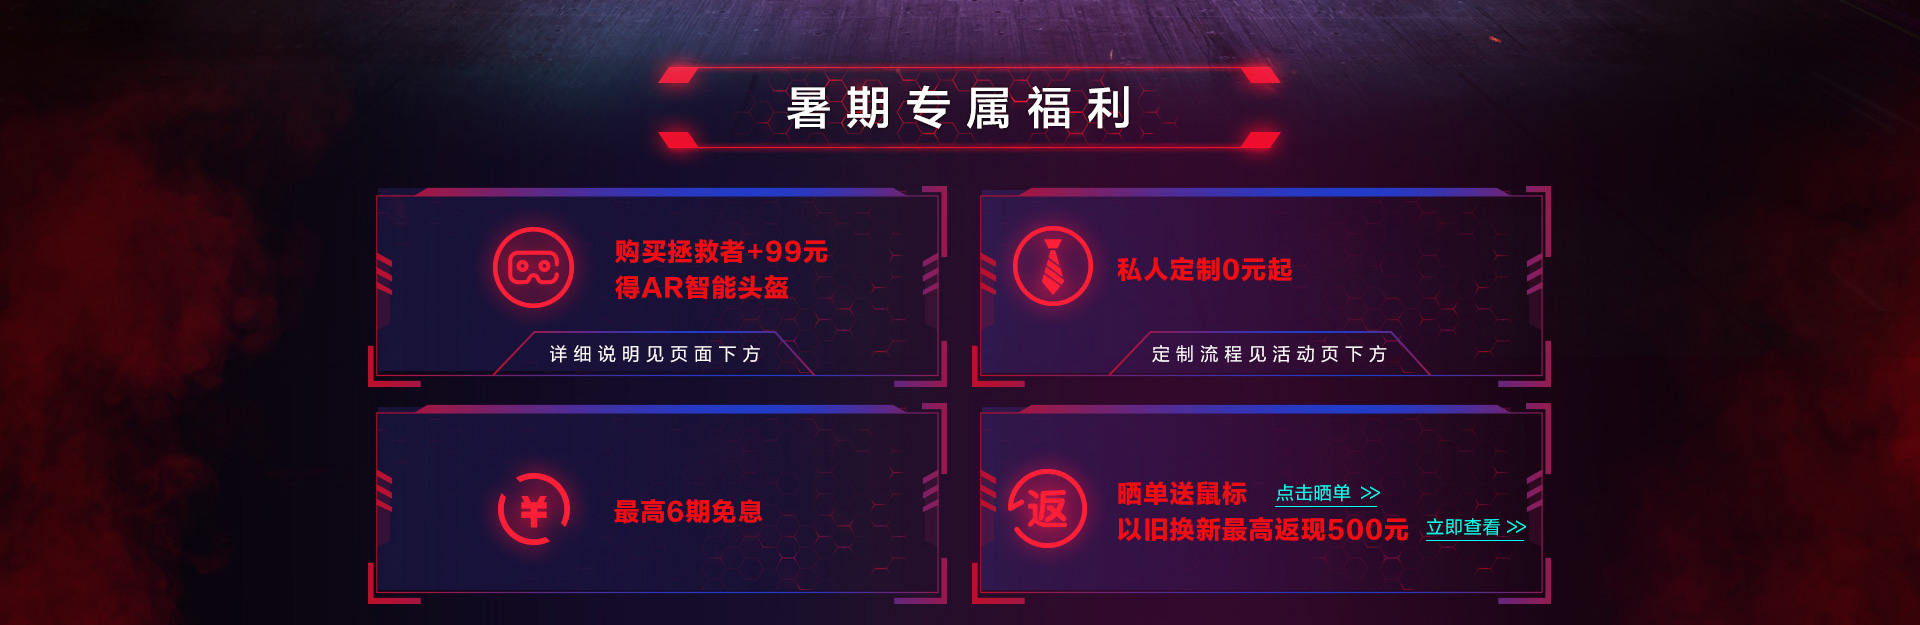 暑期专属福利
购买拯救者+99元
得AR智能头盔
详细说明见页面下方
私人定制0元起
定制流程见活动页下方
¥
最高6期免息
返
晒单送鼠标 点击晒单 >>
以旧换新最高返现500元 立即查看 >>